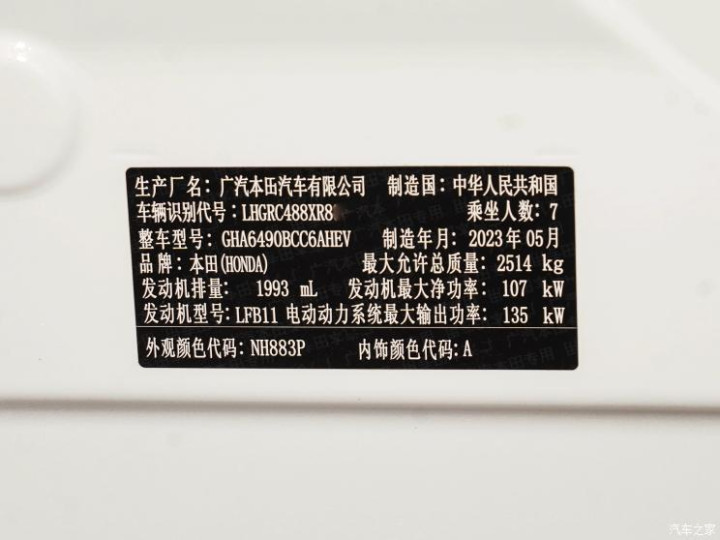 生产厂名：广汽本田汽车有限公司 制造国：中华人民共和国
车辆识别代号：LHGRC488XR8 乘坐人数：7
整车型号：GHA6490BCC6AHEV 制造年月：2023年05月
品牌：本田(HONDA) 最大允许总质量：2514 kg
发动机排量：1993 mL 发动机最大净功率：107 kW
发动机型号：LFB11 电动动力系统最大输出功率：135 kW
外观颜色代码：NH883P 内饰颜色代码：A
汽车之家